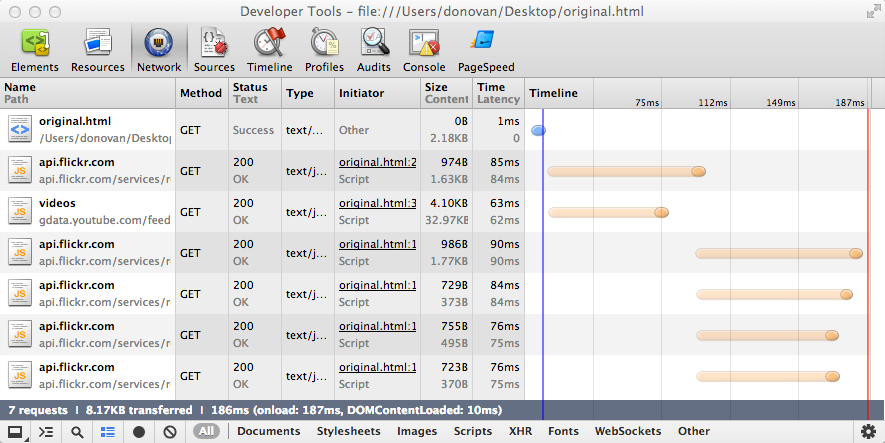 Developer Tools – file:///Users/donovan/Desktop/original.html
Elements Resources Network Sources Timeline Profiles Audits Console PageSpeed
Name Path Method Status Text Type Initiator Size Content Time Latency Timeline 75ms 112ms 149ms 187ms
original.html GET Success text/… Other 0B 1ms
/Users/donovan/Desktop 2.18KB 0
api.flickr.com GET 200 text/j… original.html:2 974B 85ms
api.flickr.com/services/r OK Script 1.63KB 84ms
videos GET 200 text/j… original.html:3 4.10KB 63ms
gdata.youtube.com/feed OK Script 32.97KB 62ms
api.flickr.com GET 200 text/j… original.html:1 986B 90ms
api.flickr.com/services/r OK Script 1.77KB 90ms
api.flickr.com GET 200 text/j… original.html:1 729B 84ms
api.flickr.com/services/r OK Script 373B 84ms
api.flickr.com GET 200 text/j… original.html:1 755B 76ms
api.flickr.com/services/r OK Script 495B 75ms
api.flickr.com GET 200 text/j… original.html:1 723B 76ms
api.flickr.com/services/r OK Script 370B 75ms
7 requests | 8.17KB transferred | 186ms (onload: 187ms, DOMContentLoaded: 10ms)
All Documents Stylesheets Images Scripts XHR Fonts WebSockets Other